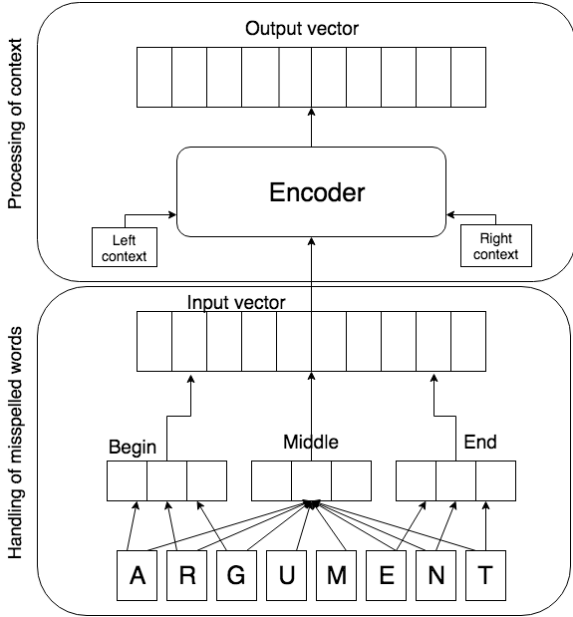 Processing of context
Output vector
Encoder
Left
context
Right
context
Handling of misspelled words
Input vector
Begin
Middle
End
A R G U M E N T